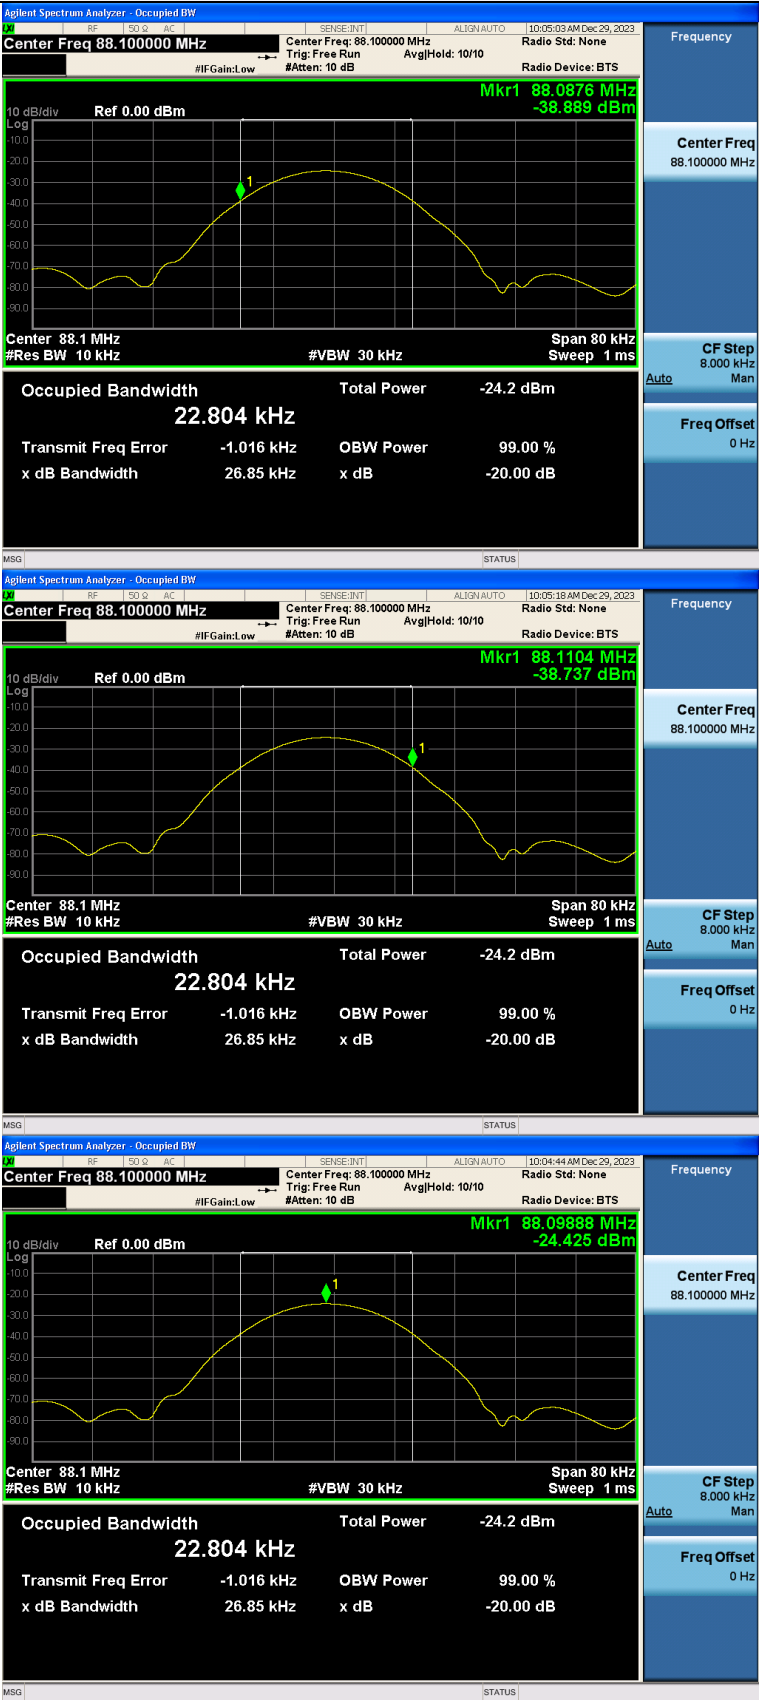 Agilent Spectrum Analyzer - Occupied BW
LXI RF 50 Ω AC SENSE:INT ALIGN AUTO 10:05:03 AM Dec 29, 2023
Center Freq 88.100000 MHz Center Freq: 88.100000 MHz Radio Std: None Frequency
Trig: Free Run Avg|Hold: 10/10
#IFGain:Low #Atten: 10 dB Radio Device: BTS
Mkr1 88.0876 MHz
-38.889 dBm
10 dB/div Ref 0.00 dBm
Log
-10.0
-20.0
-30.0
-40.0
-50.0
-60.0
-70.0
-80.0
-90.0
1
Center Freq
88.100000 MHz
Center 88.1 MHz Span 80 kHz
#Res BW 10 kHz #VBW 30 kHz Sweep 1 ms
CF Step
8.000 kHz
Auto Man
Occupied Bandwidth Total Power -24.2 dBm
22.804 kHz
Transmit Freq Error -1.016 kHz OBW Power 99.00 %
x dB Bandwidth 26.85 kHz x dB -20.00 dB
Freq Offset
0 Hz
MSG STATUS
Agilent Spectrum Analyzer - Occupied BW
LXI RF 50 Ω AC SENSE:INT ALIGN AUTO 10:05:18 AM Dec 29, 2023
Center Freq 88.100000 MHz Center Freq: 88.100000 MHz Radio Std: None Frequency
Trig: Free Run Avg|Hold: 10/10
#IFGain:Low #Atten: 10 dB Radio Device: BTS
Mkr1 88.1104 MHz
-38.737 dBm
10 dB/div Ref 0.00 dBm
Log
-10.0
-20.0
-30.0
-40.0
-50.0
-60.0
-70.0
-80.0
-90.0
1
Center Freq
88.100000 MHz
Center 88.1 MHz Span 80 kHz
#Res BW 10 kHz #VBW 30 kHz Sweep 1 ms
CF Step
8.000 kHz
Auto Man
Occupied Bandwidth Total Power -24.2 dBm
22.804 kHz
Transmit Freq Error -1.016 kHz OBW Power 99.00 %
x dB Bandwidth 26.85 kHz x dB -20.00 dB
Freq Offset
0 Hz
MSG STATUS
Agilent Spectrum Analyzer - Occupied BW
LXI RF 50 Ω AC SENSE:INT ALIGN AUTO 10:04:44 AM Dec 29, 2023
Center Freq 88.100000 MHz Center Freq: 88.100000 MHz Radio Std: None Frequency
Trig: Free Run Avg|Hold: 10/10
#IFGain:Low #Atten: 10 dB Radio Device: BTS
Mkr1 88.09888 MHz
-24.425 dBm
10 dB/div Ref 0.00 dBm
Log
-10.0
-20.0
-30.0
-40.0
-50.0
-60.0
-70.0
-80.0
-90.0
1
Center Freq
88.100000 MHz
Center 88.1 MHz Span 80 kHz
#Res BW 10 kHz #VBW 30 kHz Sweep 1 ms
CF Step
8.000 kHz
Auto Man
Occupied Bandwidth Total Power -24.2 dBm
22.804 kHz
Transmit Freq Error -1.016 kHz OBW Power 99.00 %
x dB Bandwidth 26.85 kHz x dB -20.00 dB
Freq Offset
0 Hz
MSG STATUS